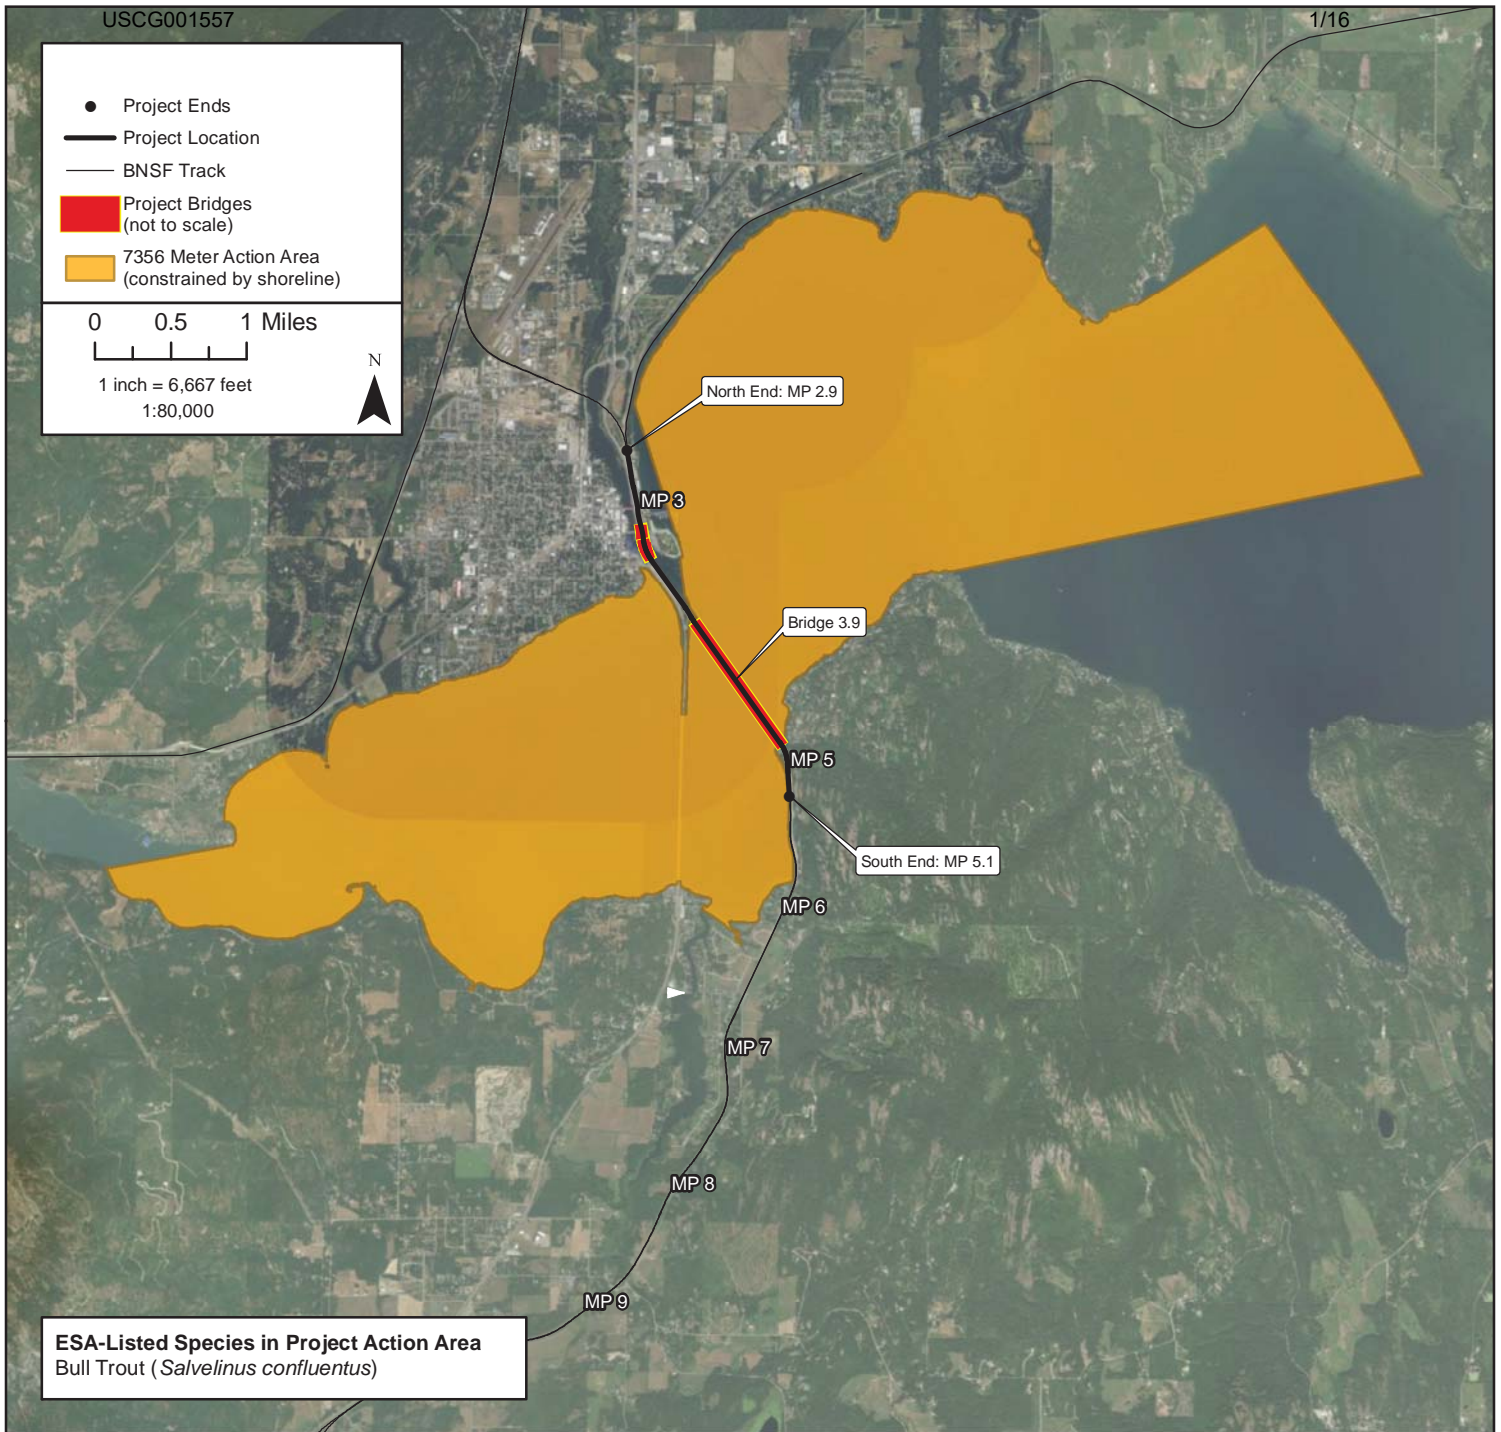 USCG001557
1/16
Project Ends
Project Location
BNSF Track
Project Bridges
(not to scale)
7356 Meter Action Area
(constrained by shoreline)
0 0.5 1 Miles
1 inch = 6,667 feet
1:80,000
N
North End: MP 2.9
MP 3
Bridge 3.9
MP 5
South End: MP 5.1
MP 6
MP 7
MP 8
MP 9
ESA-Listed Species in Project Action Area
Bull Trout (Salvelinus confluentus)